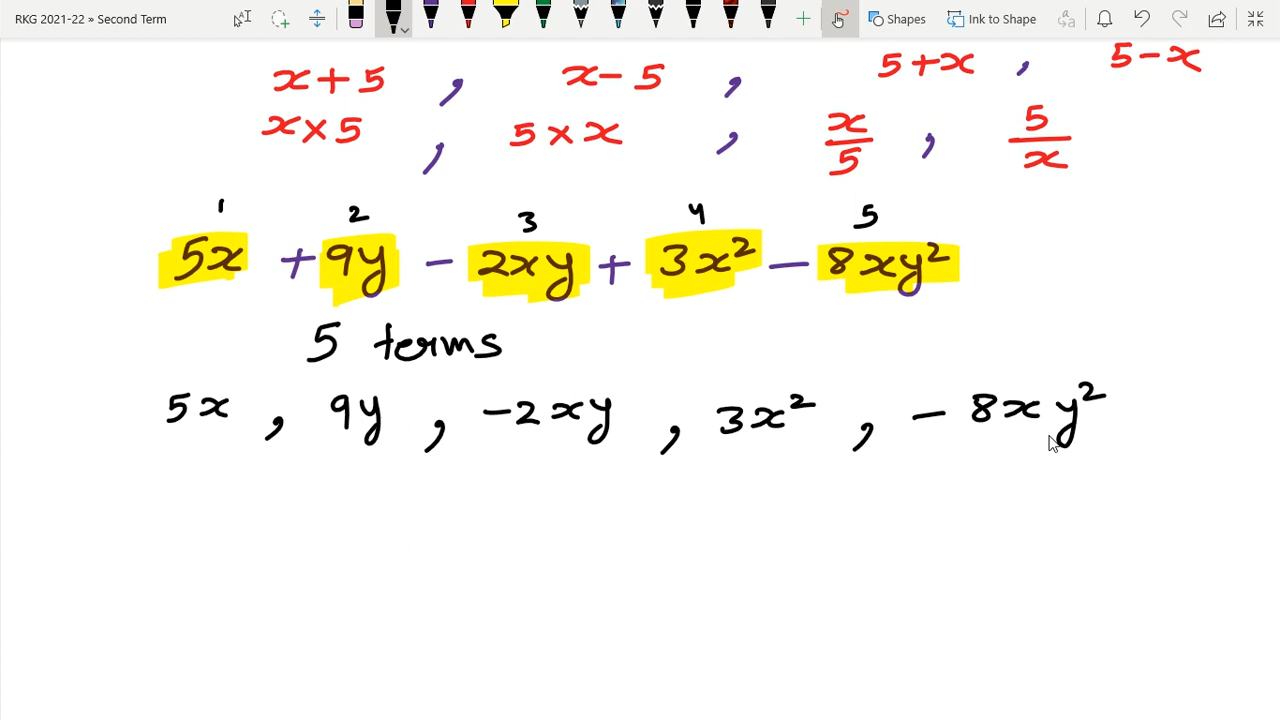 RKG 2021-22 » Second Term Shapes Ink to Shape
x + 5 , x - 5 , 5 + x , 5 - x
x × 5 , 5 × x , x/5 , 5/x
1 2 3 4 5
5x + 9y - 2xy + 3x² - 8xy²
5 terms
5x , 9y , -2xy , 3x² , - 8xy²